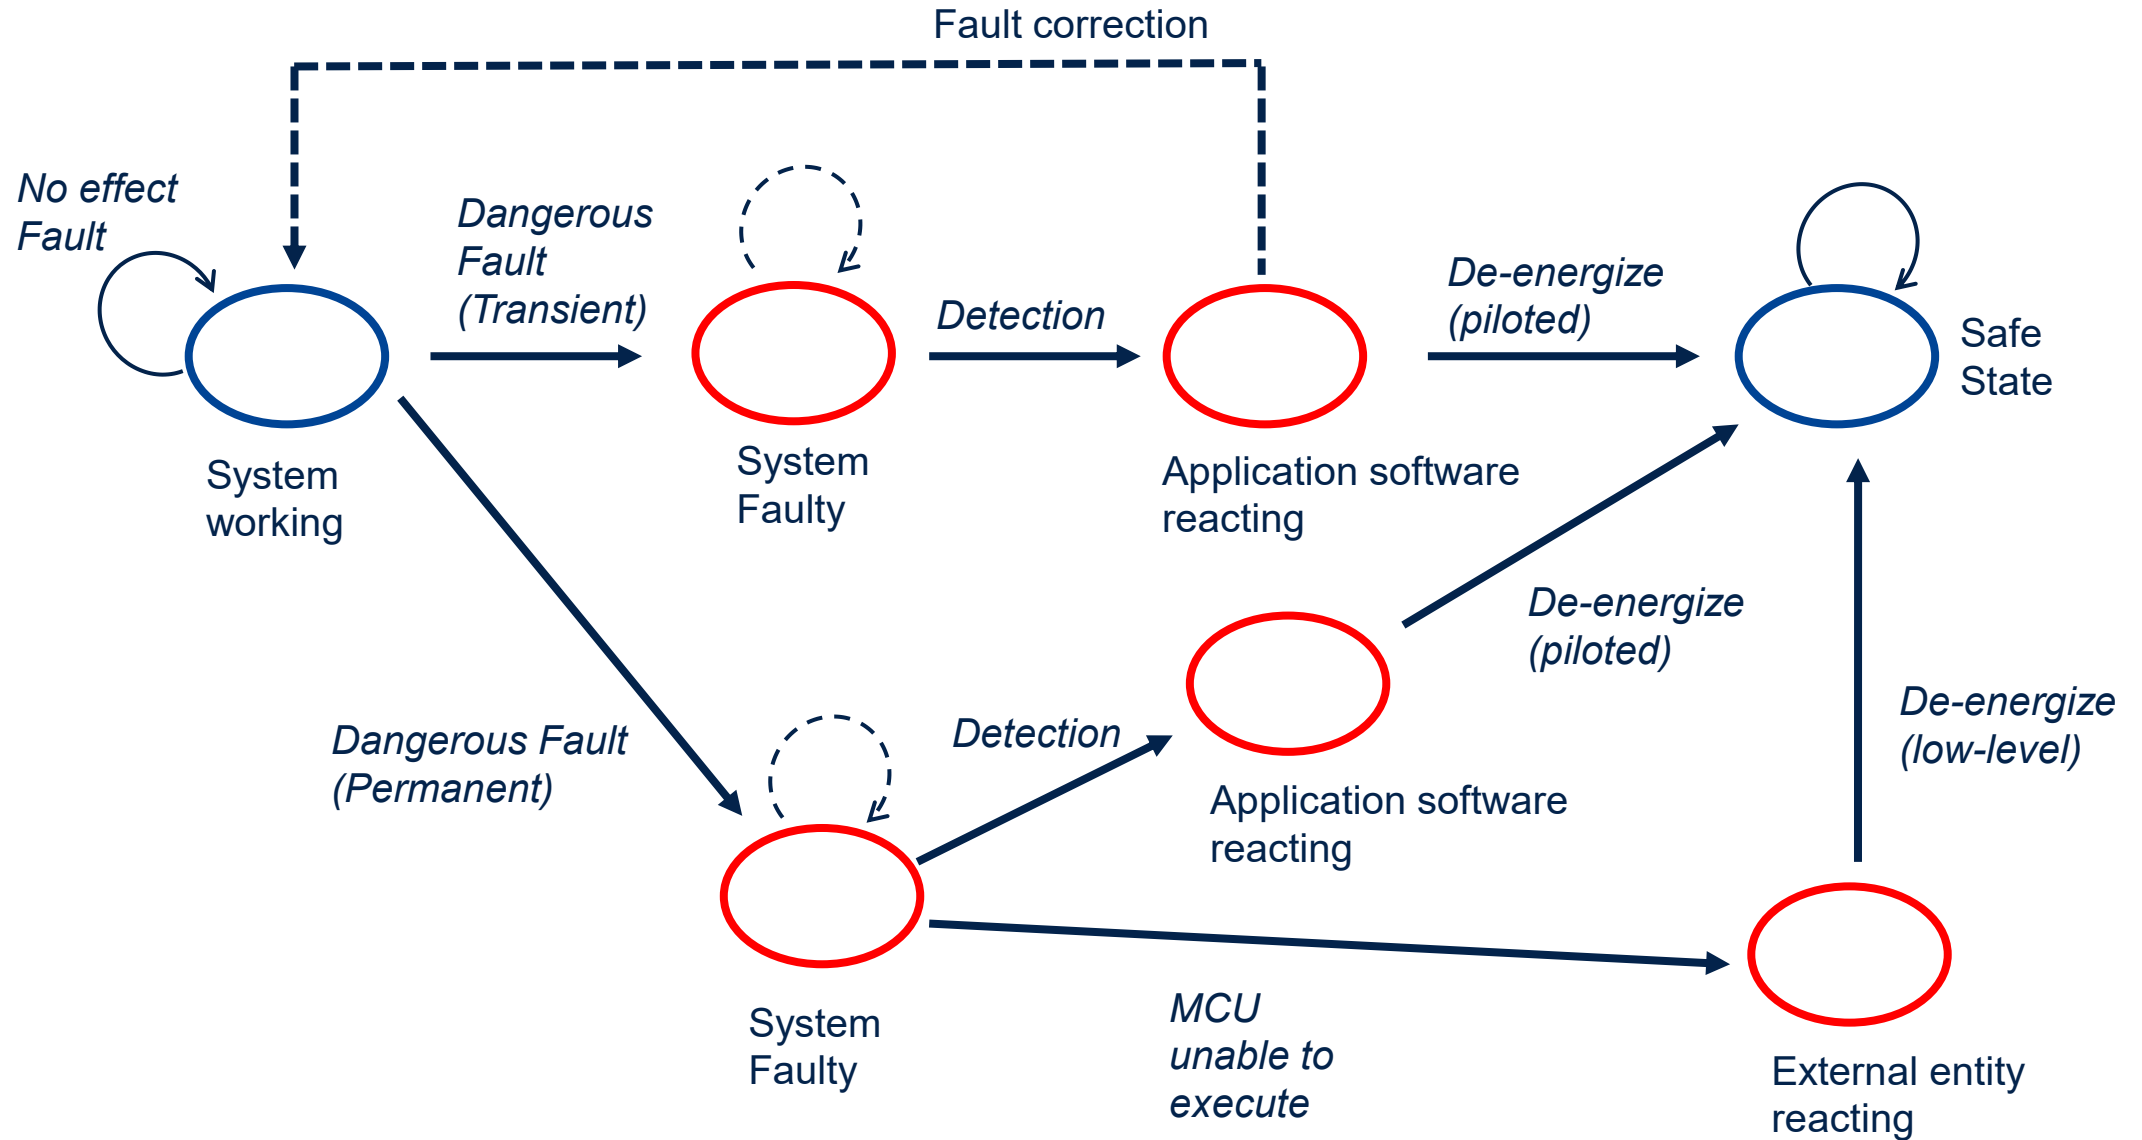 Fault correction
No effect
Fault
Dangerous
Fault
(Transient)
Detection
De-energize
(piloted)
Safe
State
System
working
System
Faulty
Application software
reacting
De-energize
(piloted)
Dangerous Fault
(Permanent)
Detection
De-energize
(low-level)
Application software
reacting
System
Faulty
MCU
unable to
execute
External entity
reacting